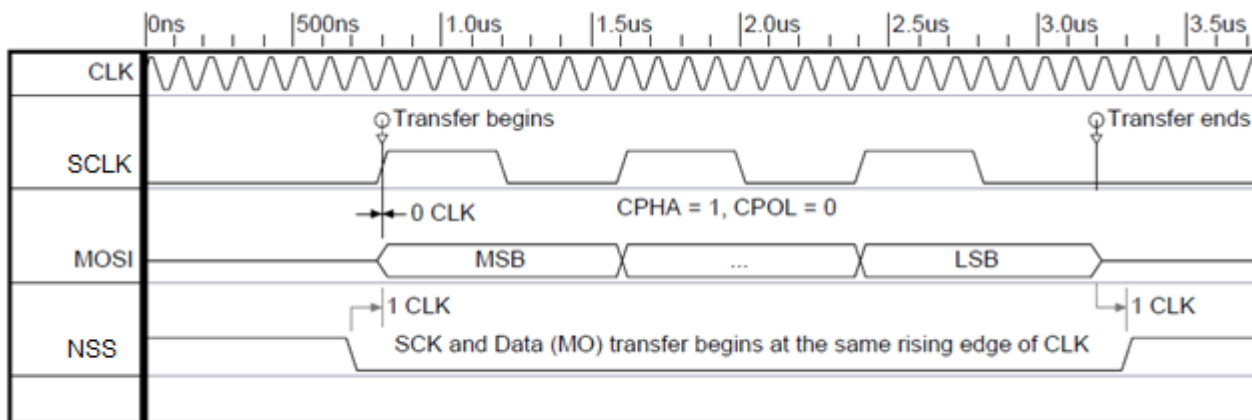 0ns 500ns 1.0us 1.5us 2.0us 2.5us 3.0us 3.5us
CLK
Transfer begins Transfer ends
SCLK
0 CLK CPHA = 1, CPOL = 0
MOSI MSB ... LSB
1 CLK 1 CLK
NSS SCK and Data (MO) transfer begins at the same rising edge of CLK